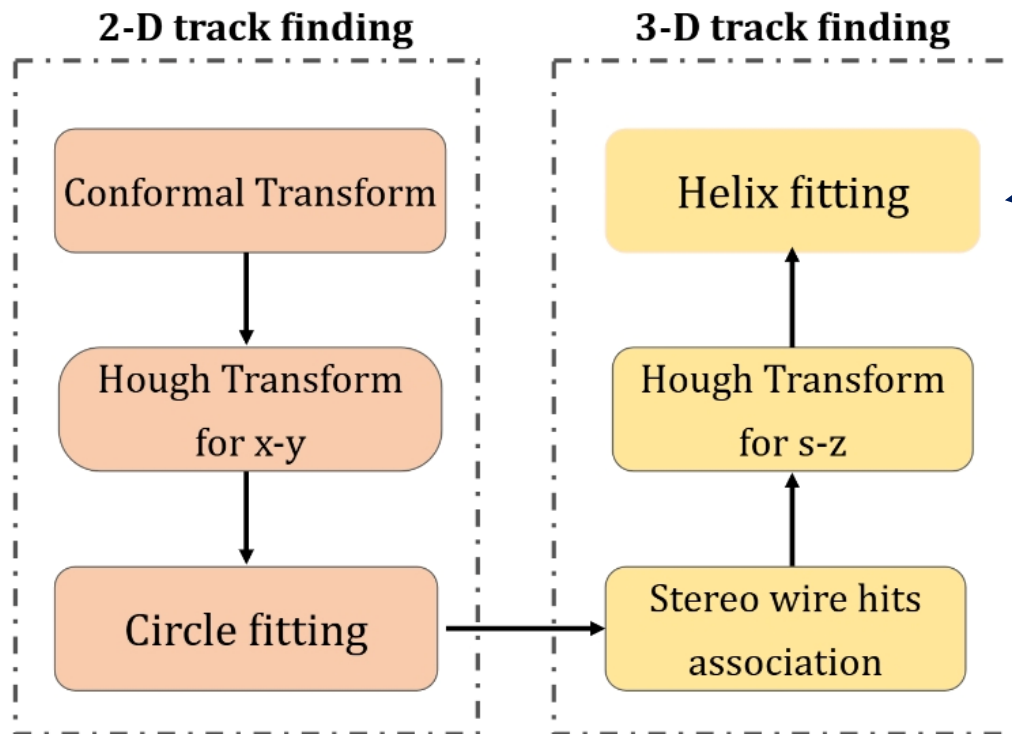 2-D track finding
Conformal Transform
Hough Transform
for x-y
Circle fitting
3-D track finding
Helix fitting
Hough Transform
for s-z
Stereo wire hits
association